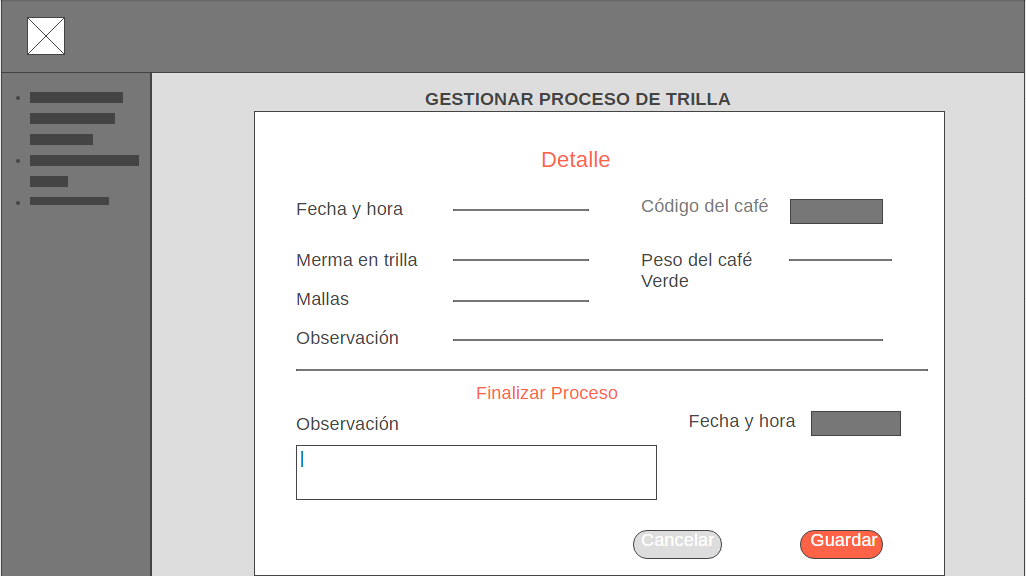 GESTIONAR PROCESO DE TRILLA
Detalle
Fecha y hora
Código del café
Merma en trilla
Peso del café
Verde
Mallas
Observación
Finalizar Proceso
Observación
Fecha y hora
Cancelar
Guardar